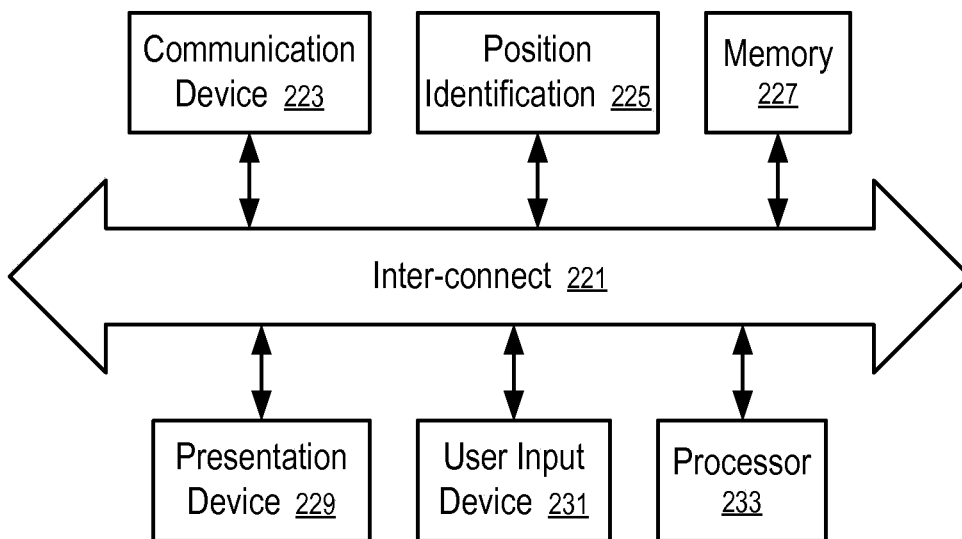 Communication
Device 223
Position
Identification 225
Memory
227
Inter-connect 221
Presentation
Device 229
User Input
Device 231
Processor
233